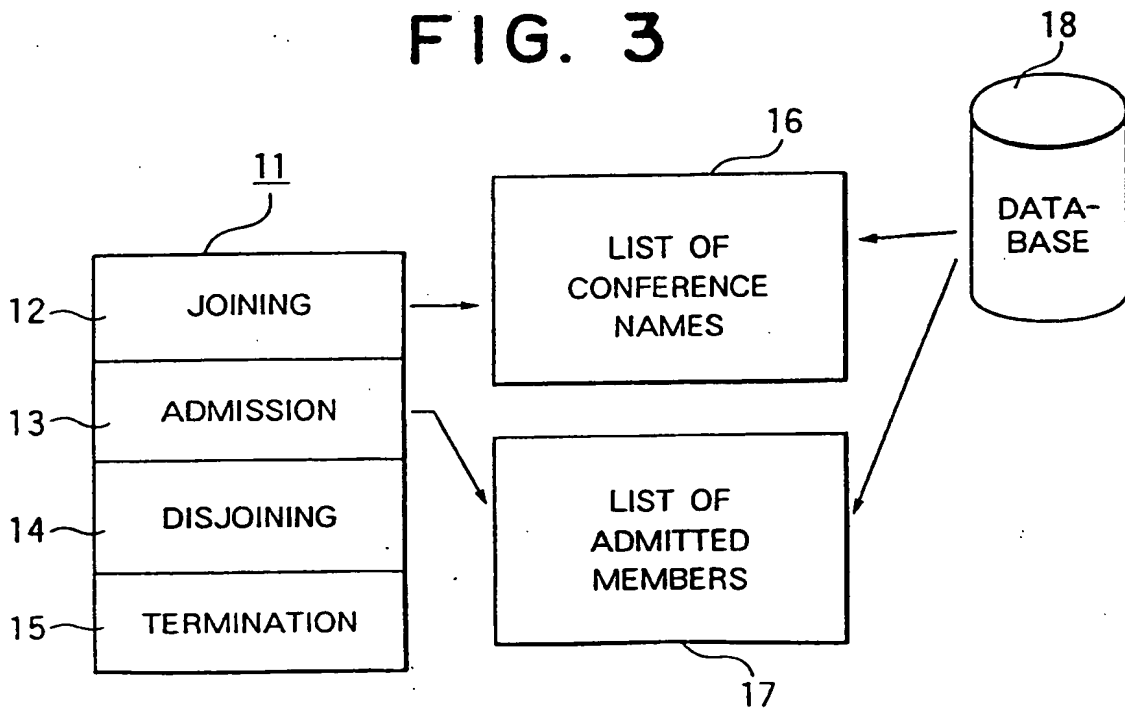 FIG. 3
18
16
11
DATA-
BASE
LIST OF
CONFERENCE
NAMES
12
JOINING
13
ADMISSION
14
DISJOINING
15
TERMINATION
LIST OF
ADMITTED
MEMBERS
17